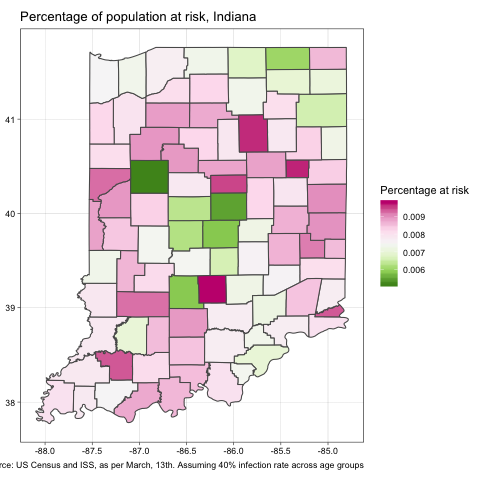 Percentage of population at risk, Indiana
41
40
39
38
-88.0 -87.5 -87.0 -86.5 -86.0 -85.5 -85.0
Percentage at risk
0.009
0.008
0.007
0.006
rce: US Census and ISS, as per March, 13th. Assuming 40% infection rate across age groups